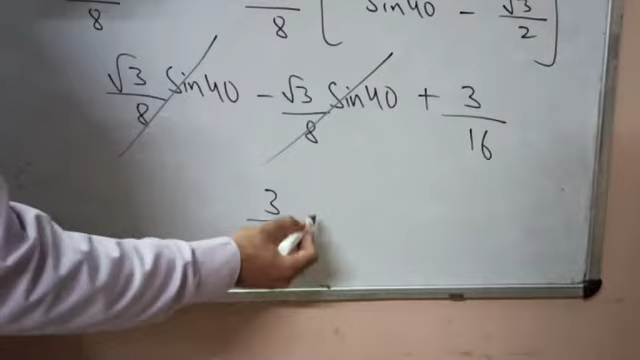 8 8 [ sin40 - √3/2 ]
√3/8 Sin40 - √3/8 Sin40 + 3/16
3